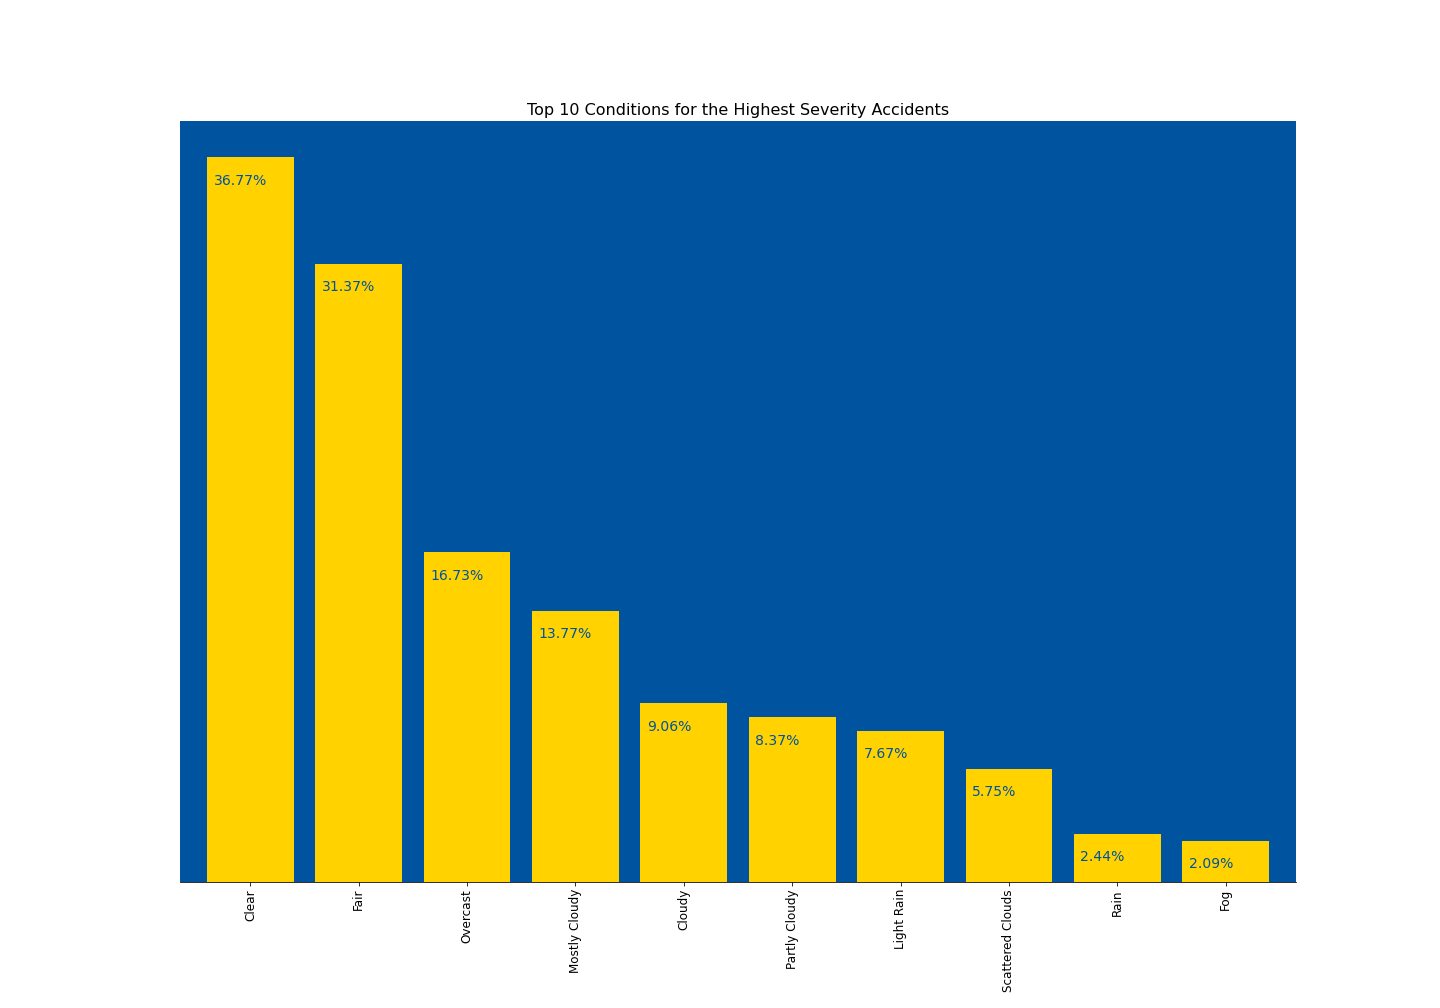 Top 10 Conditions for the Highest Severity Accidents
36.77%
31.37%
16.73%
13.77%
9.06%
8.37%
7.67%
5.75%
2.44%
2.09%
Clear
Fair
Overcast
Mostly Cloudy
Cloudy
Partly Cloudy
Light Rain
Scattered Clouds
Rain
Fog